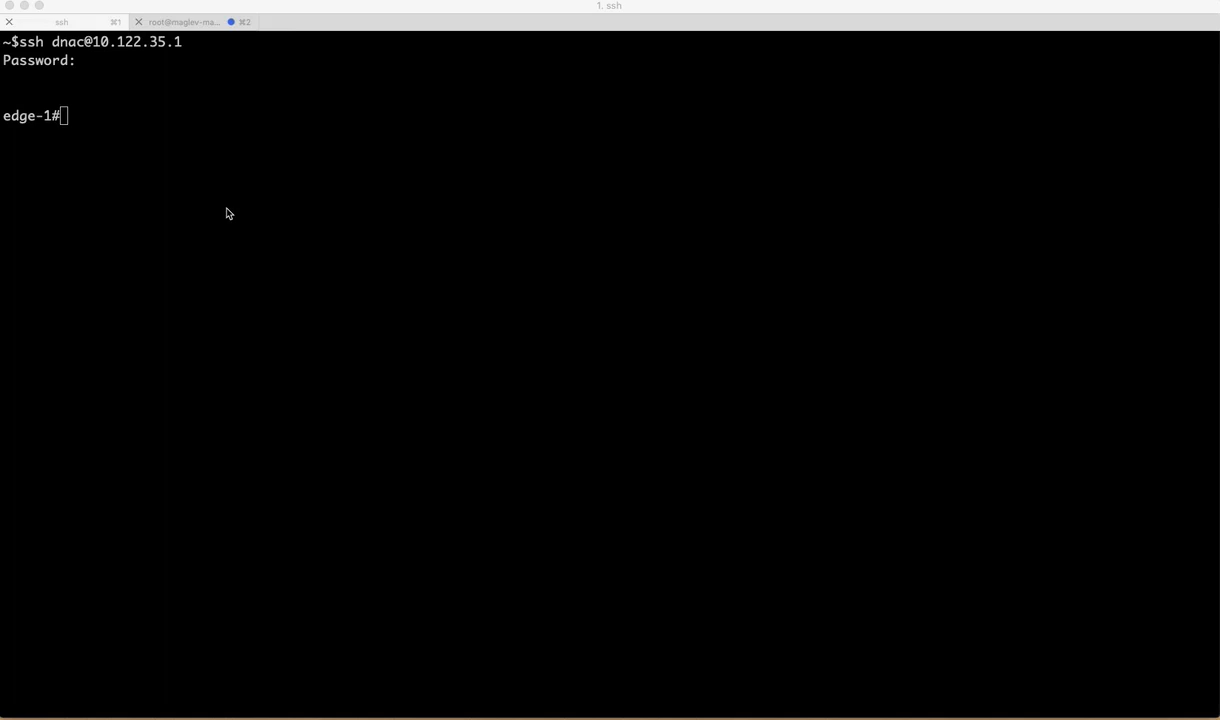 1. ssh
ssh ⌘1 root@maglev-ma... ⌘2
~$ssh dnac@10.122.35.1
Password:
edge-1#